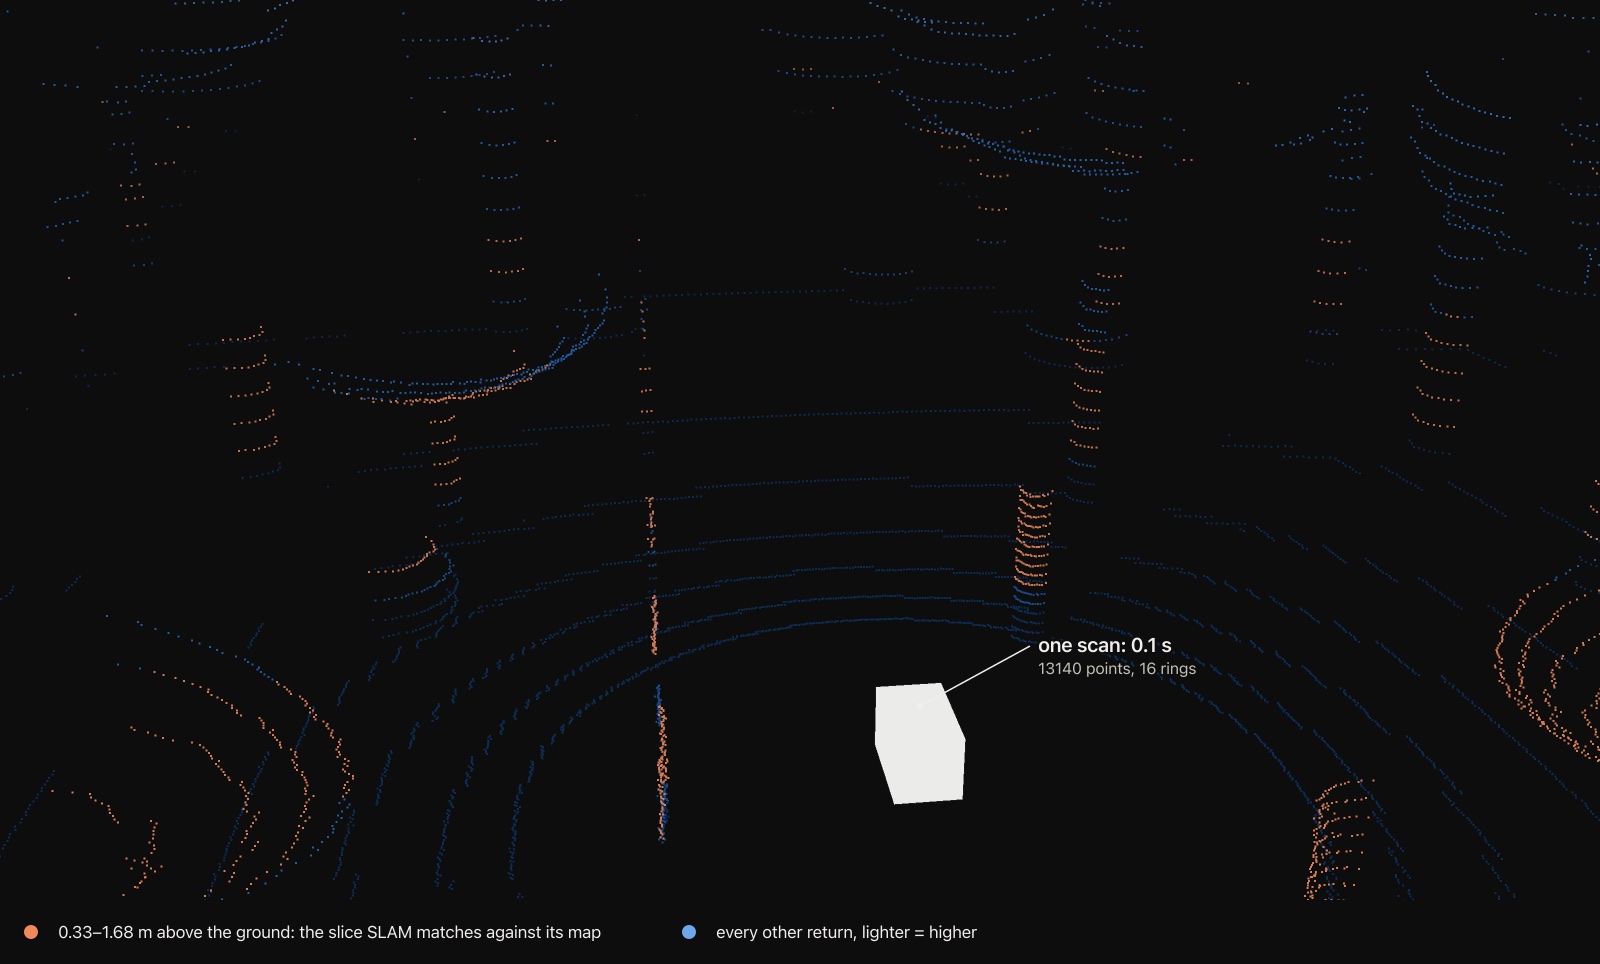 one scan: 0.1 s
13140 points, 16 rings
0.33–1.68 m above the ground: the slice SLAM matches against its map
every other return, lighter = higher